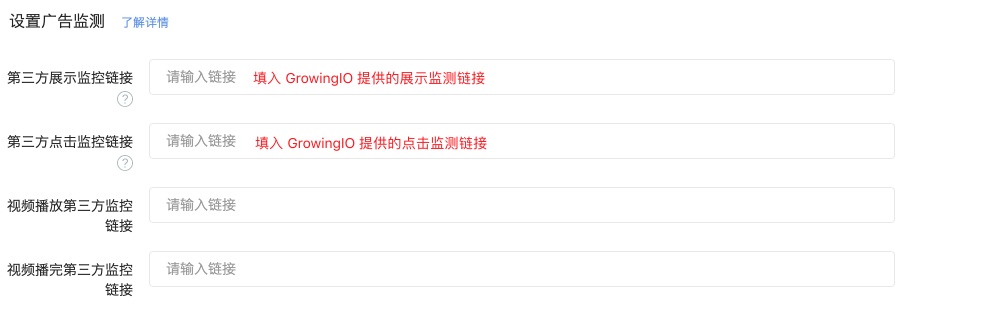 设置广告监测 了解详情
第三方展示监控链接 请输入链接 填入 GrowingIO 提供的展示监测链接
?
第三方点击监控链接 请输入链接 填入 GrowingIO 提供的点击监测链接
?
视频播放第三方监控 请输入链接
链接
视频播完第三方监控 请输入链接
链接